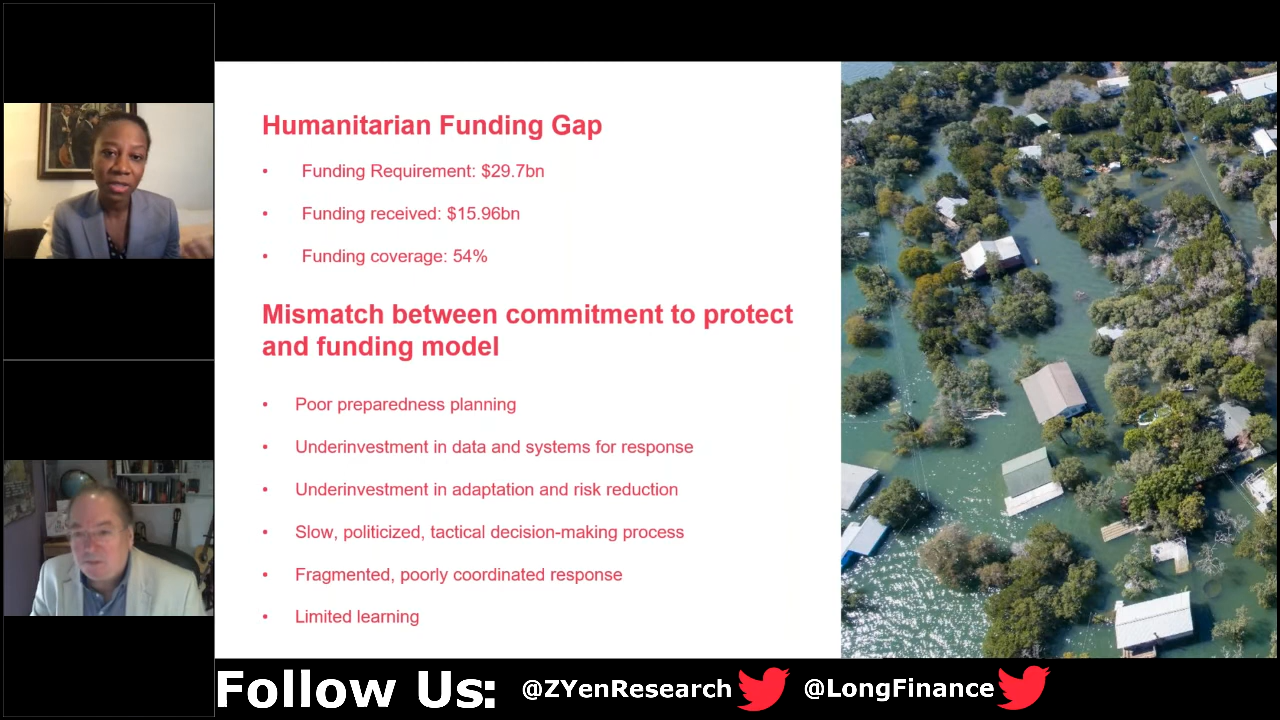 Humanitarian Funding Gap
• Funding Requirement: $29.7bn
• Funding received: $15.96bn
• Funding coverage: 54%
Mismatch between commitment to protect
and funding model
• Poor preparedness planning
• Underinvestment in data and systems for response
• Underinvestment in adaptation and risk reduction
• Slow, politicized, tactical decision-making process
• Fragmented, poorly coordinated response
• Limited learning
Follow Us: @ZYenResearch @LongFinance